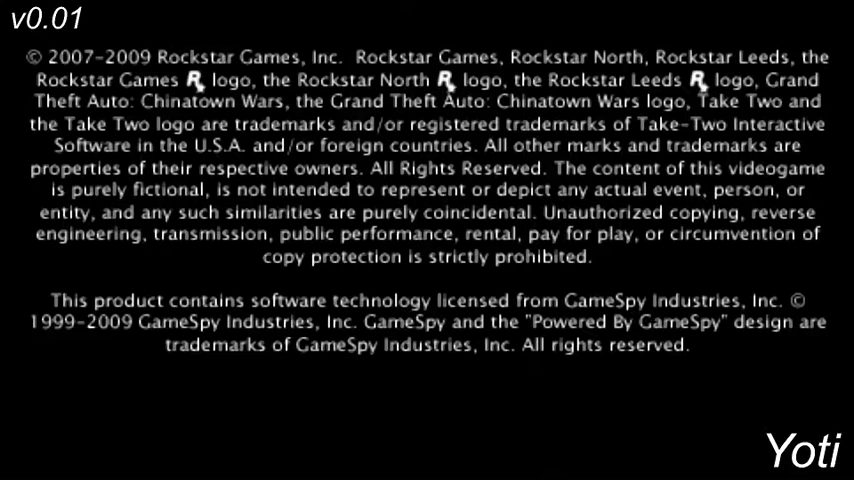 v0.01
© 2007-2009 Rockstar Games, Inc.  Rockstar Games, Rockstar North, Rockstar Leeds, the
Rockstar Games R logo, the Rockstar North R logo, the Rockstar Leeds R logo, Grand
Theft Auto: Chinatown Wars, the Grand Theft Auto: Chinatown Wars logo, Take Two and
the Take Two logo are trademarks and/or registered trademarks of Take-Two Interactive
Software in the U.S.A. and/or foreign countries. All other marks and trademarks are
properties of their respective owners. All Rights Reserved. The content of this videogame
is purely fictional, is not intended to represent or depict any actual event, person, or
entity, and any such similarities are purely coincidental. Unauthorized copying, reverse
engineering, transmission, public performance, rental, pay for play, or circumvention of
copy protection is strictly prohibited.
This product contains software technology licensed from GameSpy Industries, Inc. ©
1999-2009 GameSpy Industries, Inc. GameSpy and the "Powered By GameSpy" design are
trademarks of GameSpy Industries, Inc. All rights reserved.
Yoti